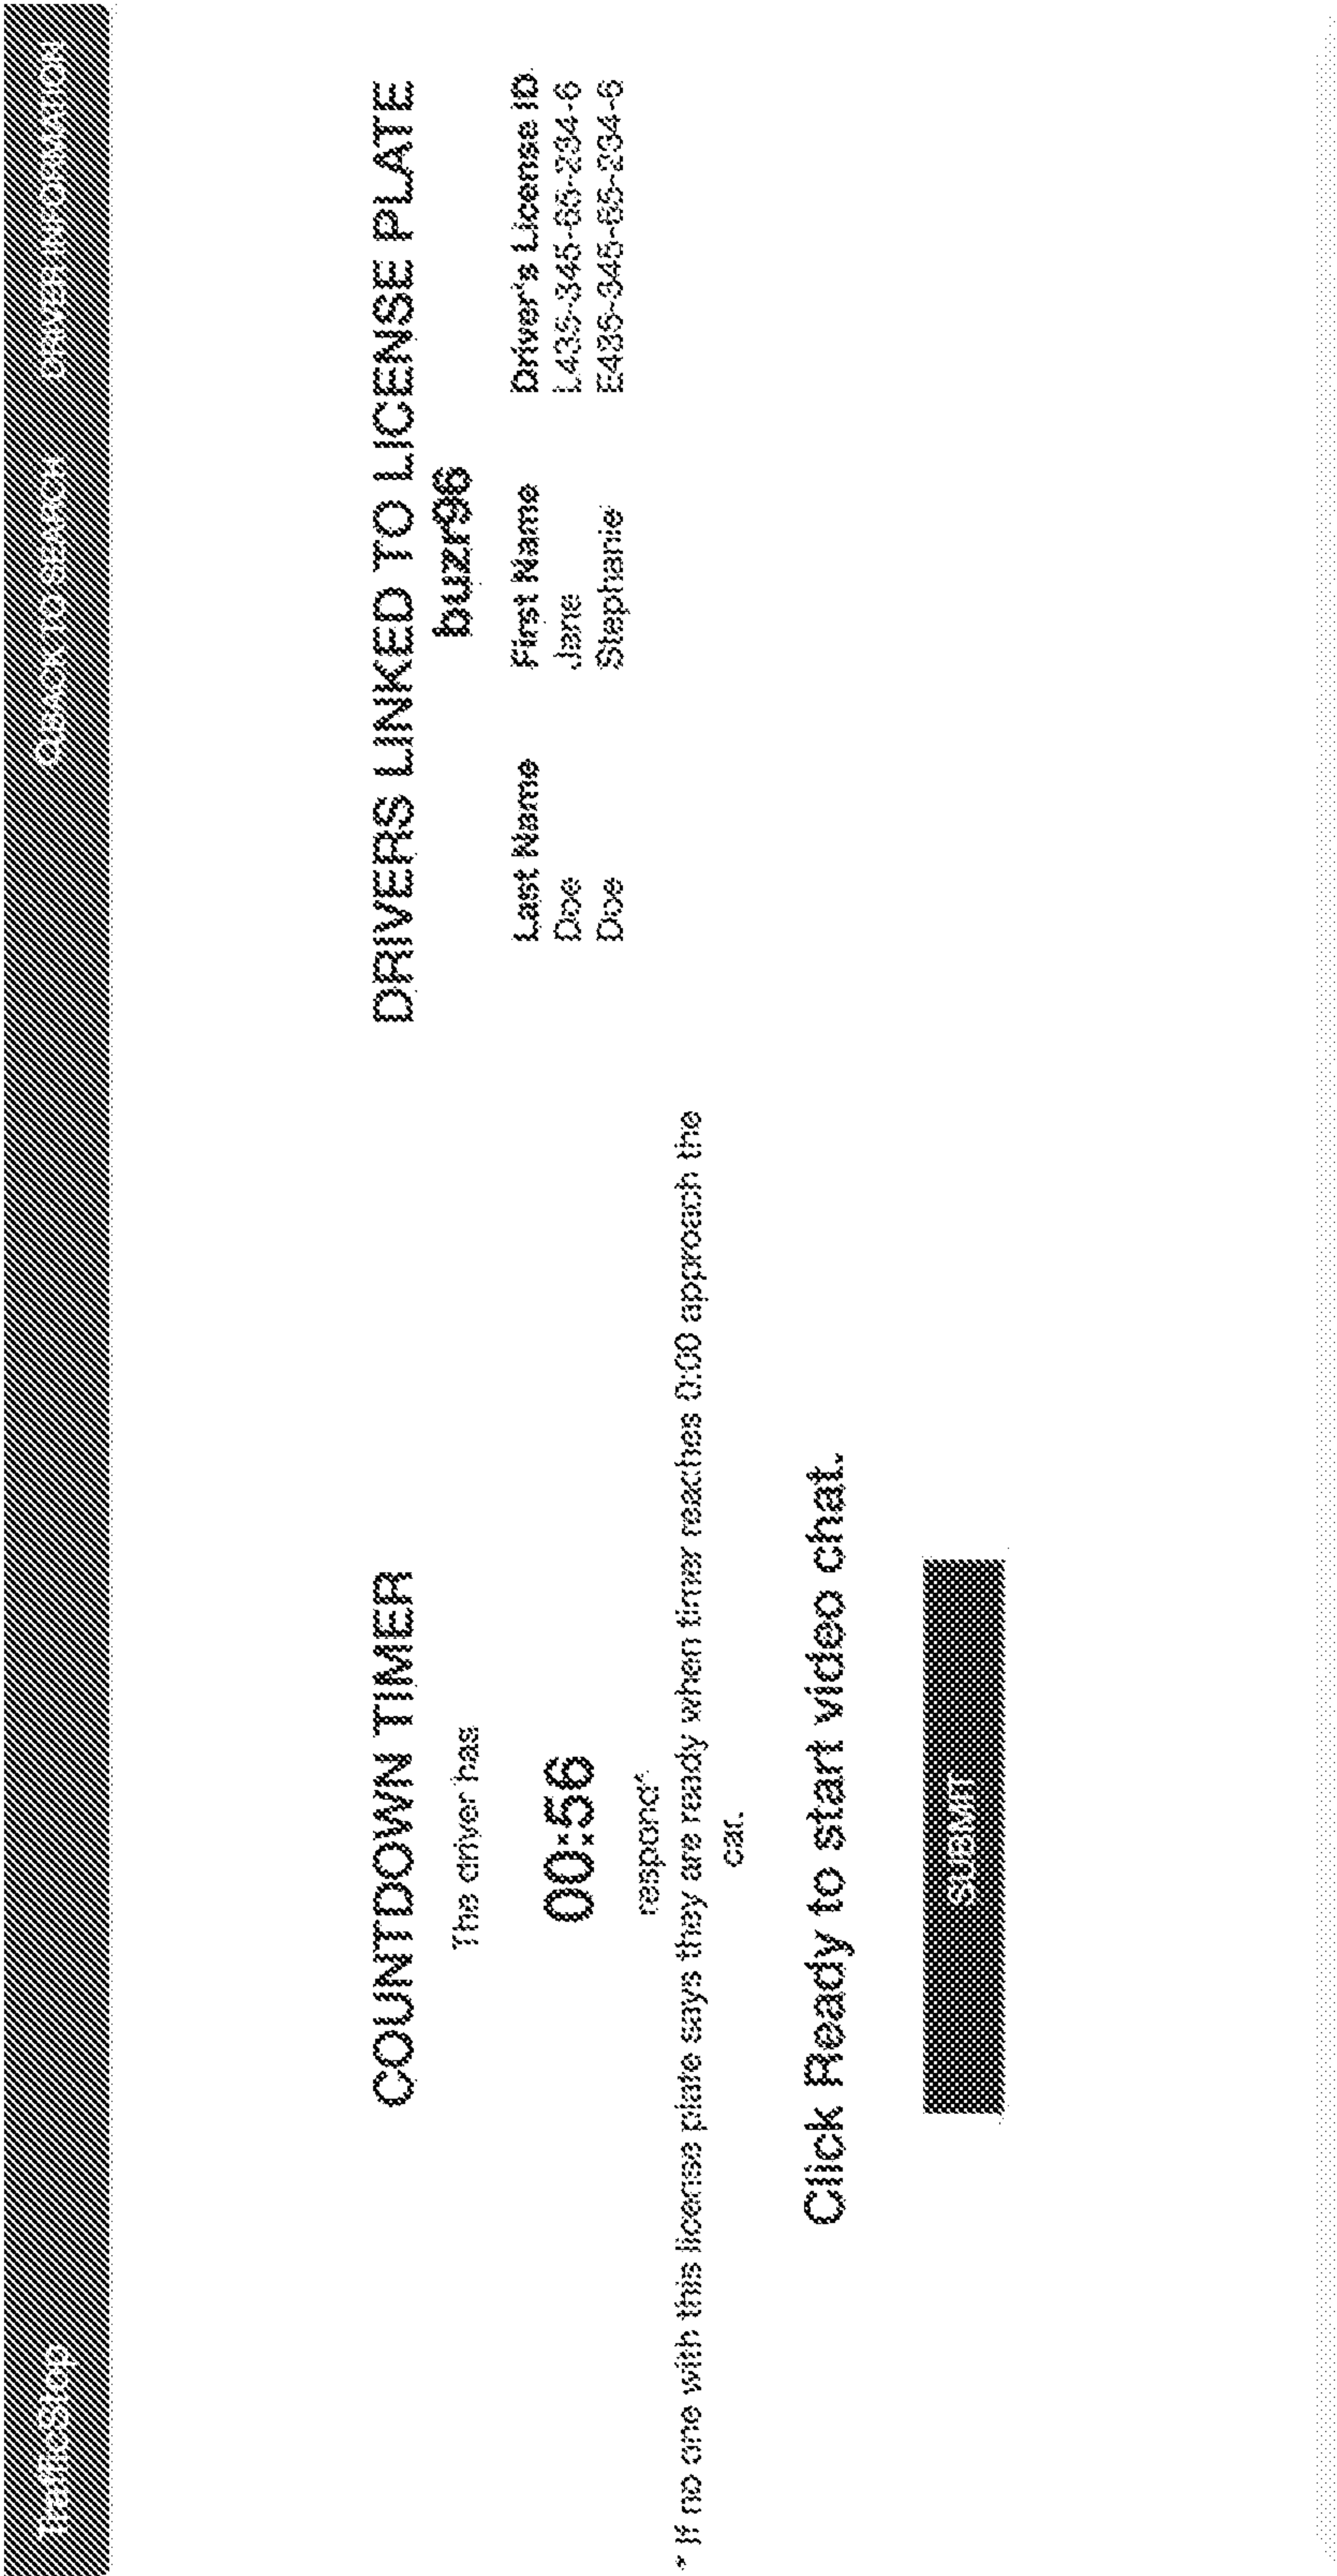 TrafficStop
BACK TO SEARCH
DRIVER INFORMATION
COUNTDOWN TIMER
The driver has
00:56
respond*.
* If no one with this license plate says they are ready when timer reaches 0:00 approach the
car.
Click Ready to start video chat.
SUBMIT
DRIVERS LINKED TO LICENSE PLATE
buzr96
Last Name First Name Driver's License ID
Doe Jane L435-345-65-234-6
Doe Stephanie E435-345-65-234-6